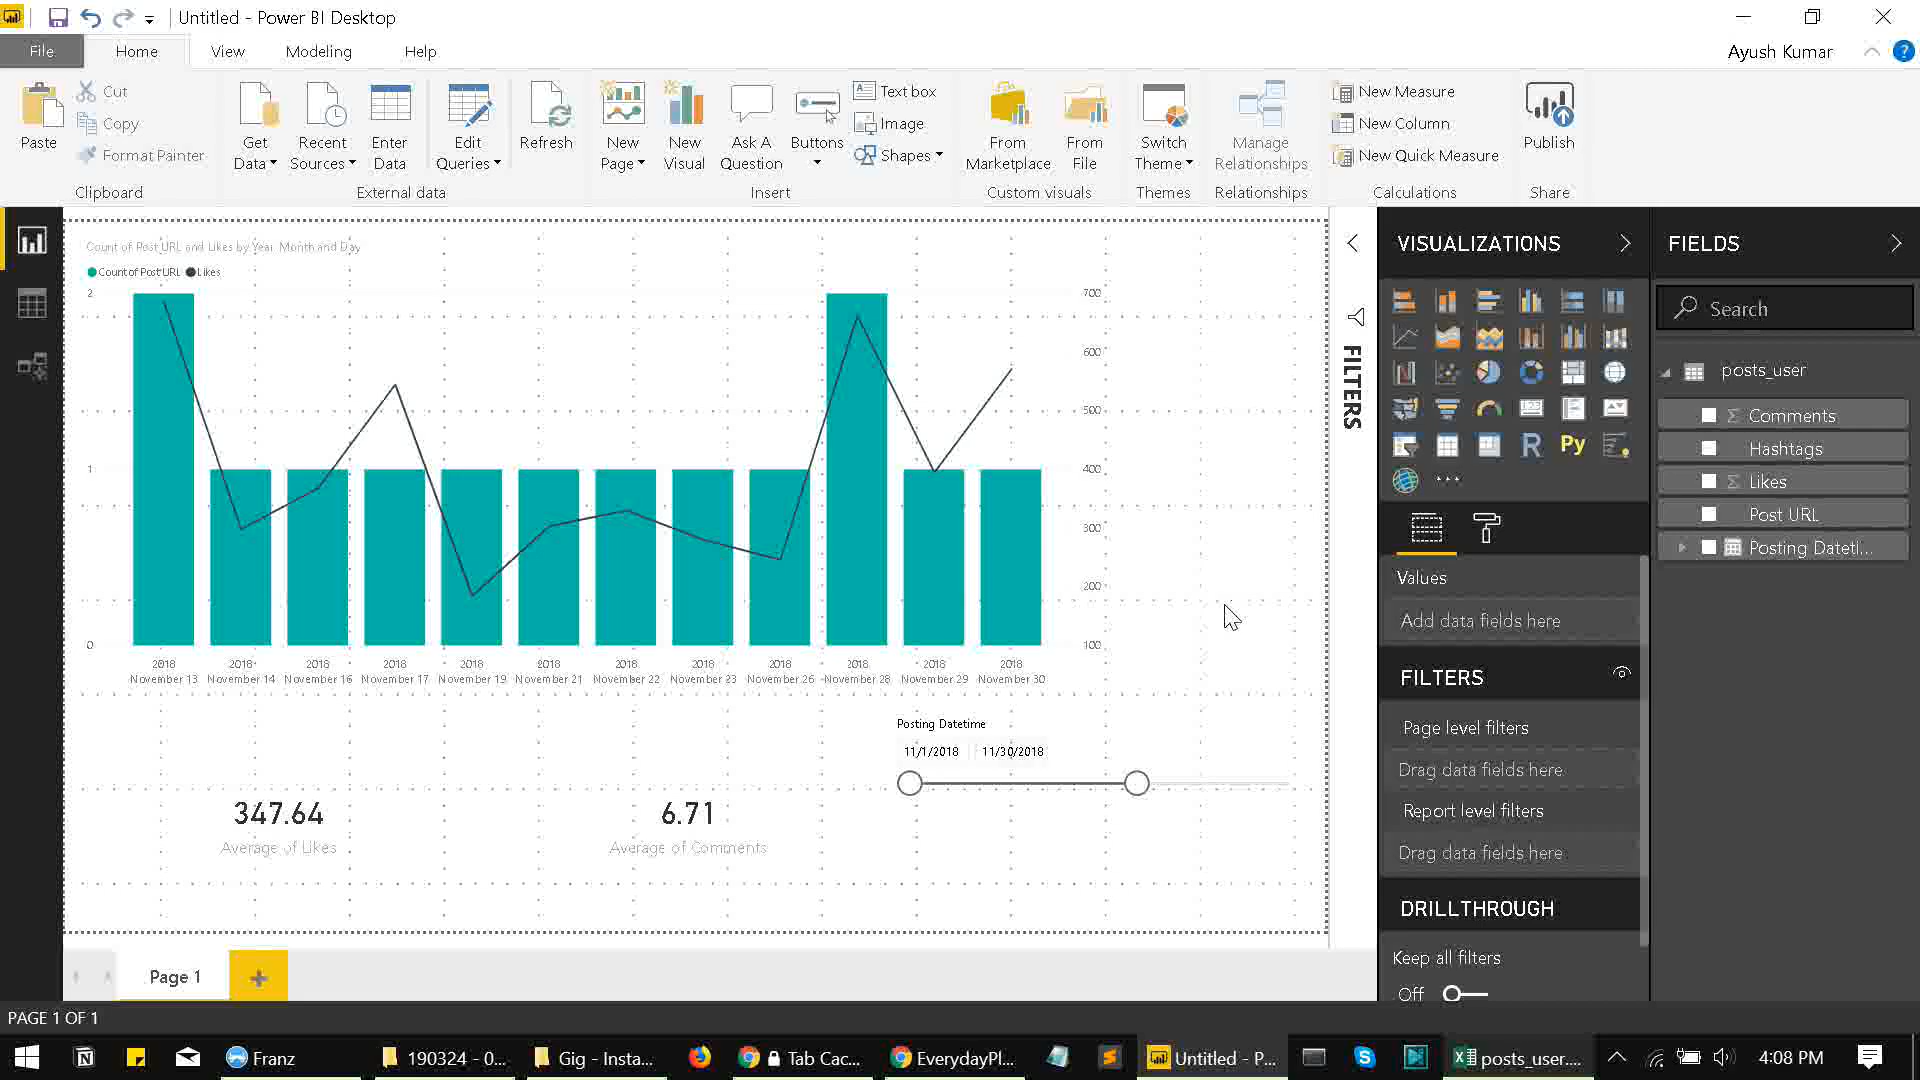 Untitled - Power BI Desktop
File
Home
View
Modeling
Help
Ayush Kumar
?
Paste
Cut
Copy
Format Painter
Clipboard
Get
Data
Recent
Sources
Enter
Data
Edit
Queries
External data
Refresh
New
Page
New
Visual
Ask A
Question
Buttons
Text box
Image
Shapes
Insert
From
Marketplace
From
File
Custom visuals
Switch
Theme
Themes
Manage
Relationships
Relationships
New Measure
New Column
New Quick Measure
Calculations
Publish
Share
Count of Post URL and Likes by Year, Month and Day
Count of Post URL
Likes
2
1
0
700
600
500
400
300
200
100
2018
November 13
2018
November 14
2018
November 16
2018
November 17
2018
November 19
2018
November 21
2018
November 22
2018
November 23
2018
November 26
2018
November 28
2018
November 29
2018
November 30
Posting Datetime
11/1/2018
11/30/2018
347.64
Average of Likes
6.71
Average of Comments
FILTERS
VISUALIZATIONS
R
Py
Values
Add data fields here
FILTERS
Page level filters
Drag data fields here
Report level filters
Drag data fields here
DRILLTHROUGH
Keep all filters
Off
FIELDS
Search
posts_user
Σ Comments
Hashtags
Σ Likes
Post URL
Posting Dateti...
Page 1
PAGE 1 OF 1
Franz
190324 - 0...
Gig - Insta...
Tab Cac...
EverydayPl...
Untitled - P...
posts_user....
4:08 PM